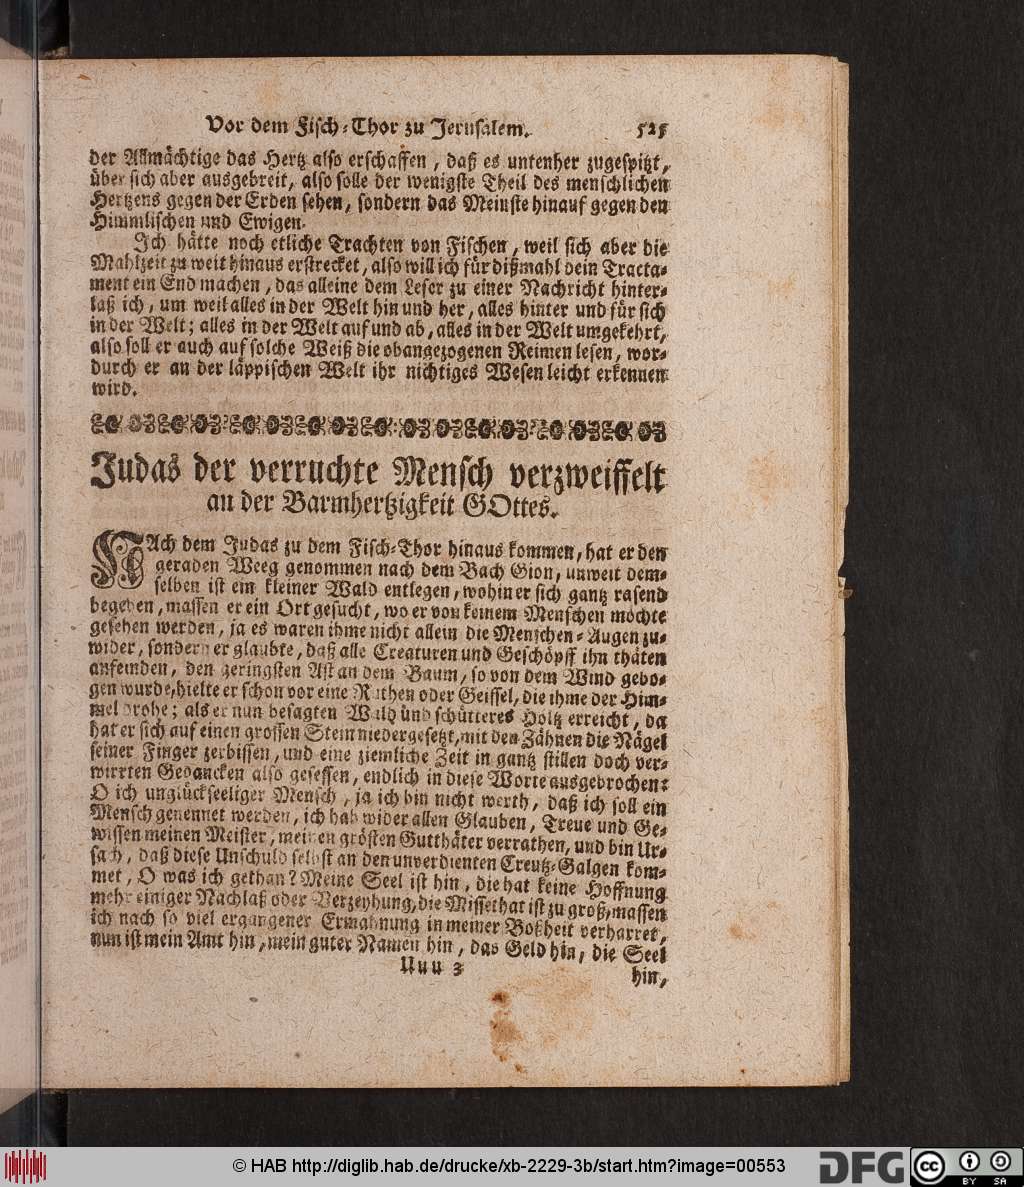 Vor dem Fisch-Thor zu Jerusalem. 525
der Allmächtige das Hertz also erschaffen, daß es untenher zugespitzt,
über sich aber ausgebreit, also solle der wenigste Theil des menschlichen
Hertzens gegen der Erden sehen, sondern das Meinste hinauf gegen den
Himmlischen und Ewigen.
Ich hätte noch etliche Trachten von Fischen, weil sich aber die
Mahlzeit zu weit hinaus erstrecket, also will ich für dißmahl dein Tracta-
ment ein End machen, das alleine dem Leser zu einer Nachricht hinter-
laß ich, um weil alles in der Welt hin und her, alles hinter und für sich
in der Welt; alles in der Welt auf und ab, alles in der Welt umgekehrt,
also soll er auch auf solche Weiß die obangezogenen Reimen lesen, wor-
durch er an der läppischen Welt ihr nichtiges Wesen leicht erkennen
wird.
Judas der verruchte Mensch verzweiffelt
an der Barmhertzigkeit GOttes.
NAch dem Judas zu dem Fisch-Thor hinaus kommen, hat er den
geraden Weeg genommen nach dem Bach Gion, unweit dem-
selben ist ein kleiner Wald entlegen, wohin er sich gantz rasend
begeben, massen er ein Ort gesucht, wo er von keinem Menschen möchte
gesehen werden, ja es waren ihme nicht allein die Menschen-Augen zu-
wider, sondern er glaubte, daß alle Creaturen und Geschöpff ihn thäten
anfeinden, den geringsten Ast an dem Baum, so von dem Wind gebo-
gen wurde, hielte er schon vor eine Ruthen oder Geissel, die ihme der Him-
mel drohe; als er nun besagten Wald und schütteres Holtz erreicht, da
hat er sich auf einen grossen Stein niedergesetzt, mit den Zähnen die Nägel
seiner Finger zerbissen, und eine ziemliche Zeit in gantz stillen doch ver-
wirrten Gedancken also gesessen, endlich in diese Worte ausgebrochen:
O ich unglückseeliger Mensch, ja ich bin nicht werth, daß ich soll ein
Mensch genennet werden, ich hab wider allen Glauben, Treue und Ge-
wissen meinen Meister, meinen grösten Gutthäter verrathen, und bin Ur-
sach, daß diese Unschuld selbst an den unverdienten Creutz-Galgen kom-
met, O was ich gethan? Meine Seel ist hin, die hat keine Hoffnung
mehr einiger Nachlaß oder Verzeyhung, die Missethat ist zu groß, massen
ich nach so viel ergangener Ermahnung in meiner Boßheit verharret,
nun ist mein Amt hin, mein guter Namen hin, das Geld hin, die Seel
Uuu 3 hin,
© HAB http://diglib.hab.de/drucke/xb-2229-3b/start.htm?image=00553
DFG
cc BY SA